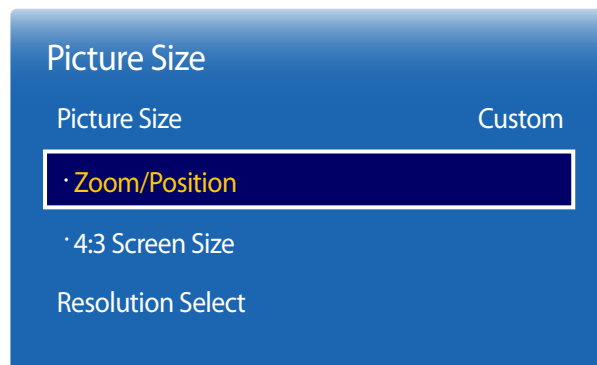 Picture Size
Picture Size Custom
· Zoom/Position
· 4:3 Screen Size
Resolution Select